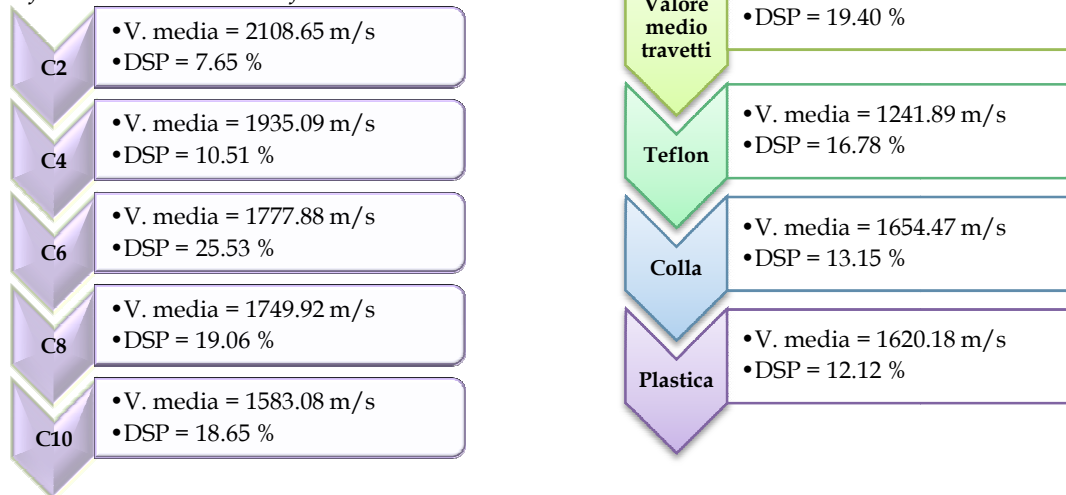 C2
•V. media = 2108.65 m/s
•DSP = 7.65 %
C4
•V. media = 1935.09 m/s
•DSP = 10.51 %
C6
•V. media = 1777.88 m/s
•DSP = 25.53 %
C8
•V. media = 1749.92 m/s
•DSP = 19.06 %
C10
•V. media = 1583.08 m/s
•DSP = 18.65 %
Valore
medio
travetti
•DSP = 19.40 %
Teflon
•V. media = 1241.89 m/s
•DSP = 16.78 %
Colla
•V. media = 1654.47 m/s
•DSP = 13.15 %
Plastica
•V. media = 1620.18 m/s
•DSP = 12.12 %